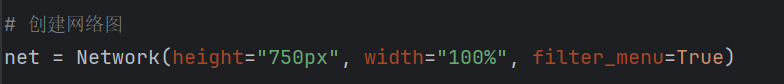 # 创建网络图
net = Network(height="750px", width="100%", filter_menu=True)